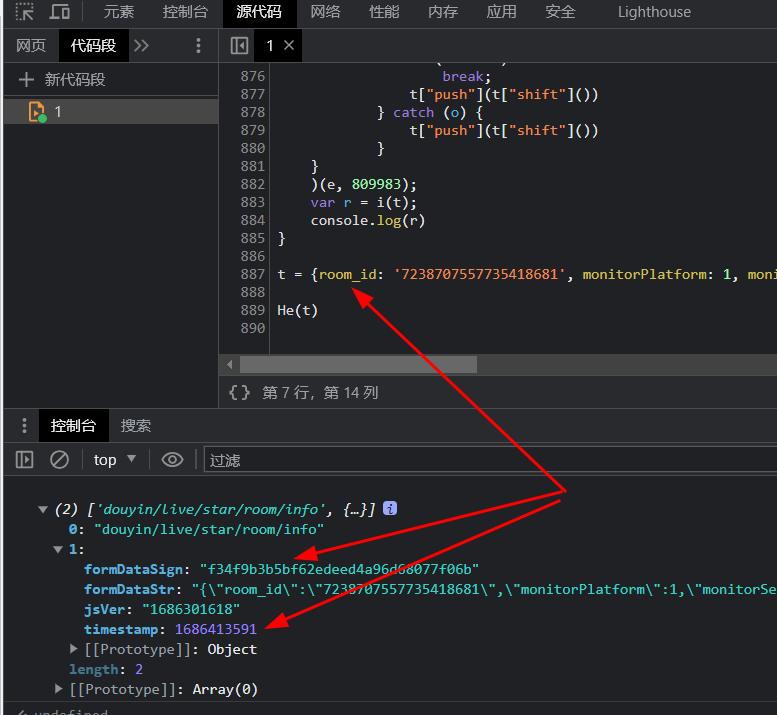 元素 控制台 源代码 网络 性能 内存 应用 安全 Lighthouse
网页 代码段 1 ×
876 break;
新代码段
877 t["push"](t["shift"]())
1
878 } catch (o) {
879 t["push"](t["shift"]())
880 }
881 }
882 )(e, 809983);
883 var r = i(t);
884 console.log(r)
885 }
886
887 t = {room_id: '7238707557735418681', monitorPlatform: 1, moni
888
889 He(t)
890
{} 第 7 行，第 14 列
控制台 搜索
top 过滤
(2) ['douyin/live/star/room/info', {…}] i
0: "douyin/live/star/room/info"
1:
formDataSign: "f34f9b3b5bf62edeed4a96d68077f06b"
formDataStr: "{\"room_id\":\"7238707557735418681\",\"monitorPlatform\":1,\"monitorSe
jsVer: "1686301618"
timestamp: 1686413591
[[Prototype]]: Object
length: 2
[[Prototype]]: Array(0)
undefined